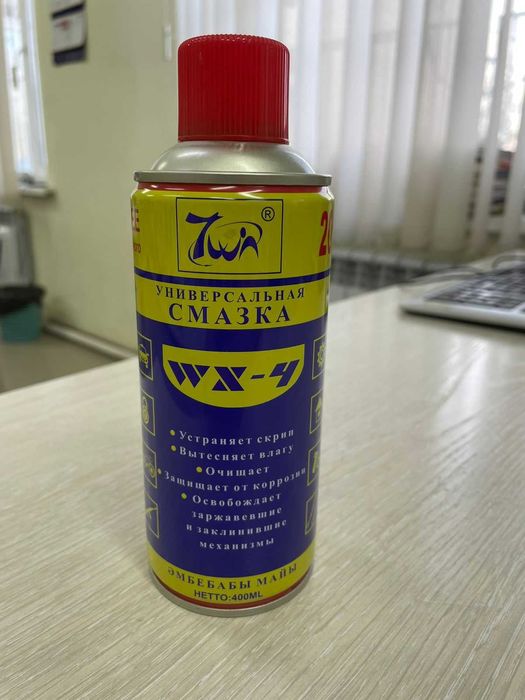 7Win ®
УНИВЕРСАЛЬНАЯ
СМАЗКА
WX-4
Устраняет скрип
Вытесняет влагу
Очищает
Защищает от коррозии
Освобождает
заржавевшие
и заклинившие
механизмы
ӘМБЕБАБЫ МАЙЫ
НЕТТО:400ML